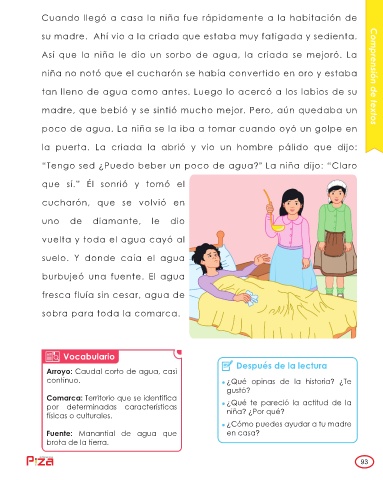 Cuando llegó a casa la niña fue rápidamente a la habitación de
su madre. Ahí vio a la criada que estaba muy fatigada y sedienta.
Así que la niña le dio un sorbo de agua, la criada se mejoró. La
niña no notó que el cucharón se había convertido en oro y estaba
tan lleno de agua como antes. Luego lo acercó a los labios de su
madre, que bebió y se sintió mucho mejor. Pero, aún quedaba un
poco de agua. La niña se la iba a tomar cuando oyó un golpe en
la puerta. La criada la abrió y vio un hombre pálido que dijo:
"Tengo sed ¿Puedo beber un poco de agua?" La niña dijo: "Claro
que sí." Él sonrió y tomó el
cucharón, que se volvió en
uno de diamante, le dio
vuelta y toda el agua cayó al
suelo. Y donde caía el agua
burbujeó una fuente. El agua
fresca fluía sin cesar, agua de
sobra para toda la comarca.
Comprensión de textos
Vocabulario
Arroyo: Caudal corto de agua, casi
continuo.
Comarca: Territorio que se identifica
por determinadas características
físicas o culturales.
Fuente: Manantial de agua que
brota de la tierra.
Después de la lectura
¿Qué opinas de la historia? ¿Te
gustó?
¿Qué te pareció la actitud de la
niña? ¿Por qué?
¿Cómo puedes ayudar a tu madre
en casa?
P:zA
93